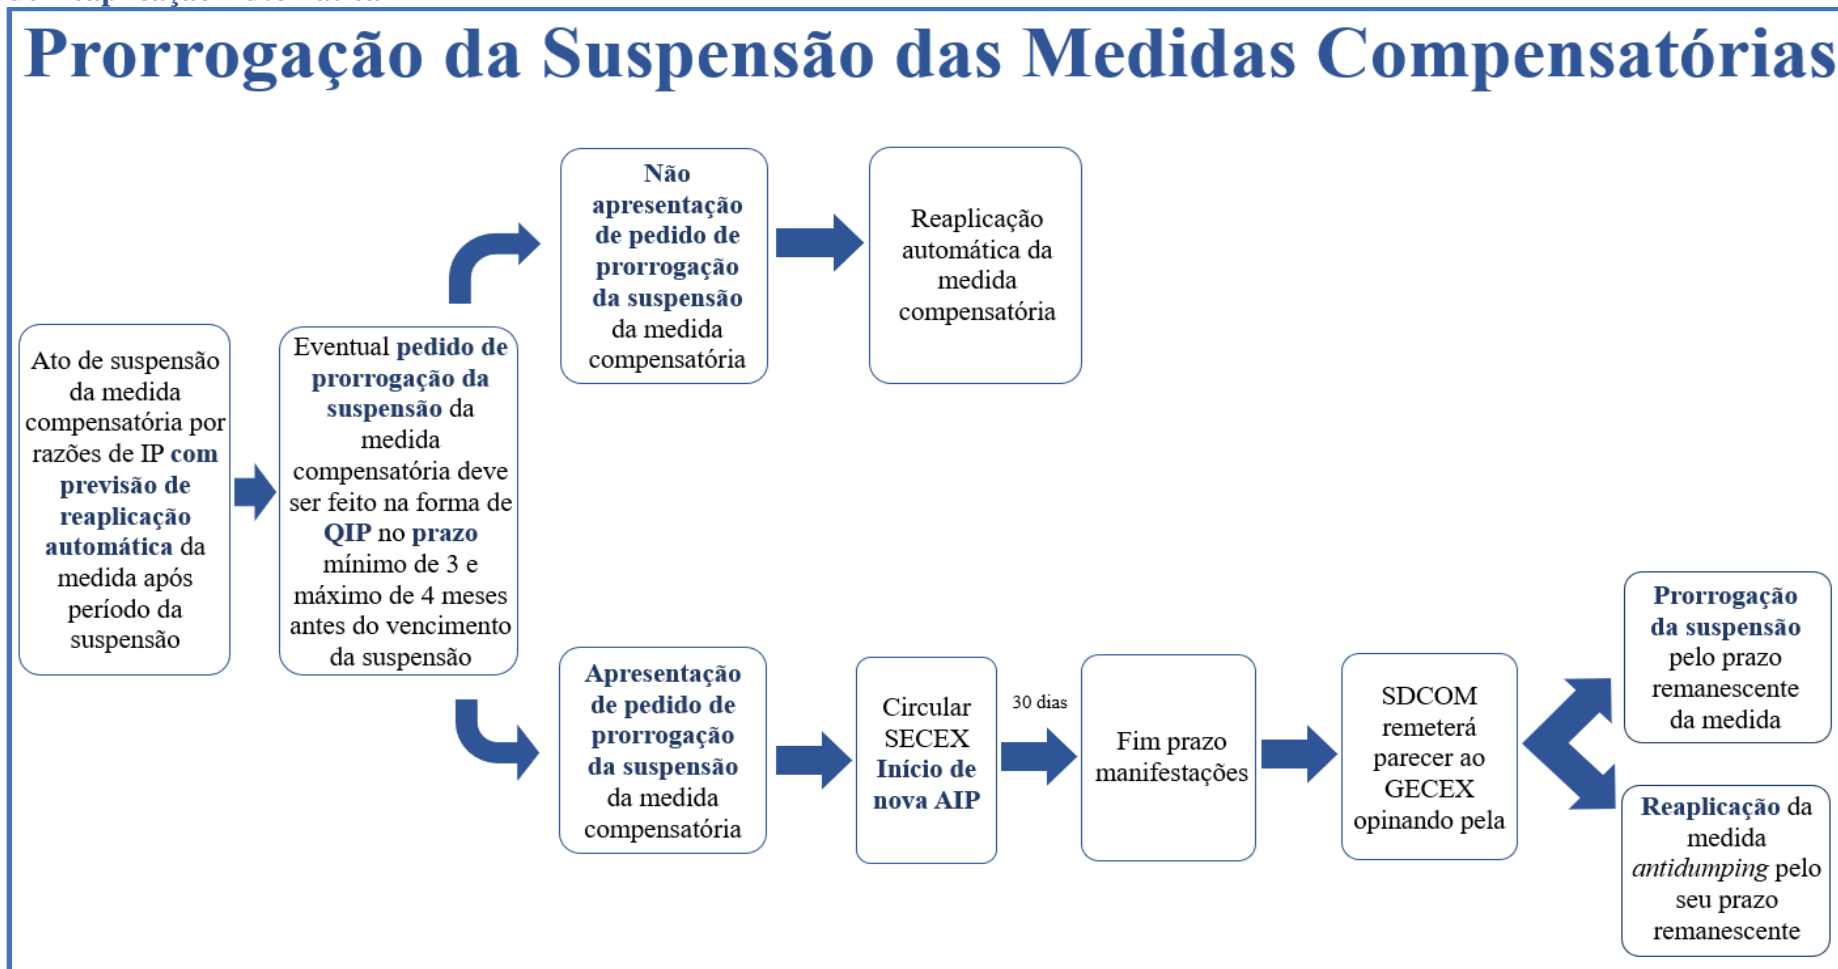 Prorrogação da Suspensão das Medidas Compensatórias
Não
apresentação
de pedido de
prorrogação
da suspensão
da medida
compensatória
Reaplicação
automática da
medida
compensatória
Ato de suspensão
da medida
compensatória por
razões de IP com
previsão de
reaplicação
automática da
medida após
período da
suspensão
Eventual pedido de
prorrogação da
suspensão da
medida
compensatória deve
ser feito na forma de
QIP no prazo
mínimo de 3 e
máximo de 4 meses
antes do vencimento
da suspensão
Apresentação
de pedido de
prorrogação
da suspensão
da medida
compensatória
Circular
SECEX
Início de
nova AIP
30 dias
Fim prazo
manifestações
SDCOM
remeterá
parecer ao
GECEX
opinando pela
Prorrogação
da suspensão
pelo prazo
remanescente
da medida
Reaplicação da
medida
antidumping pelo
seu prazo
remanescente